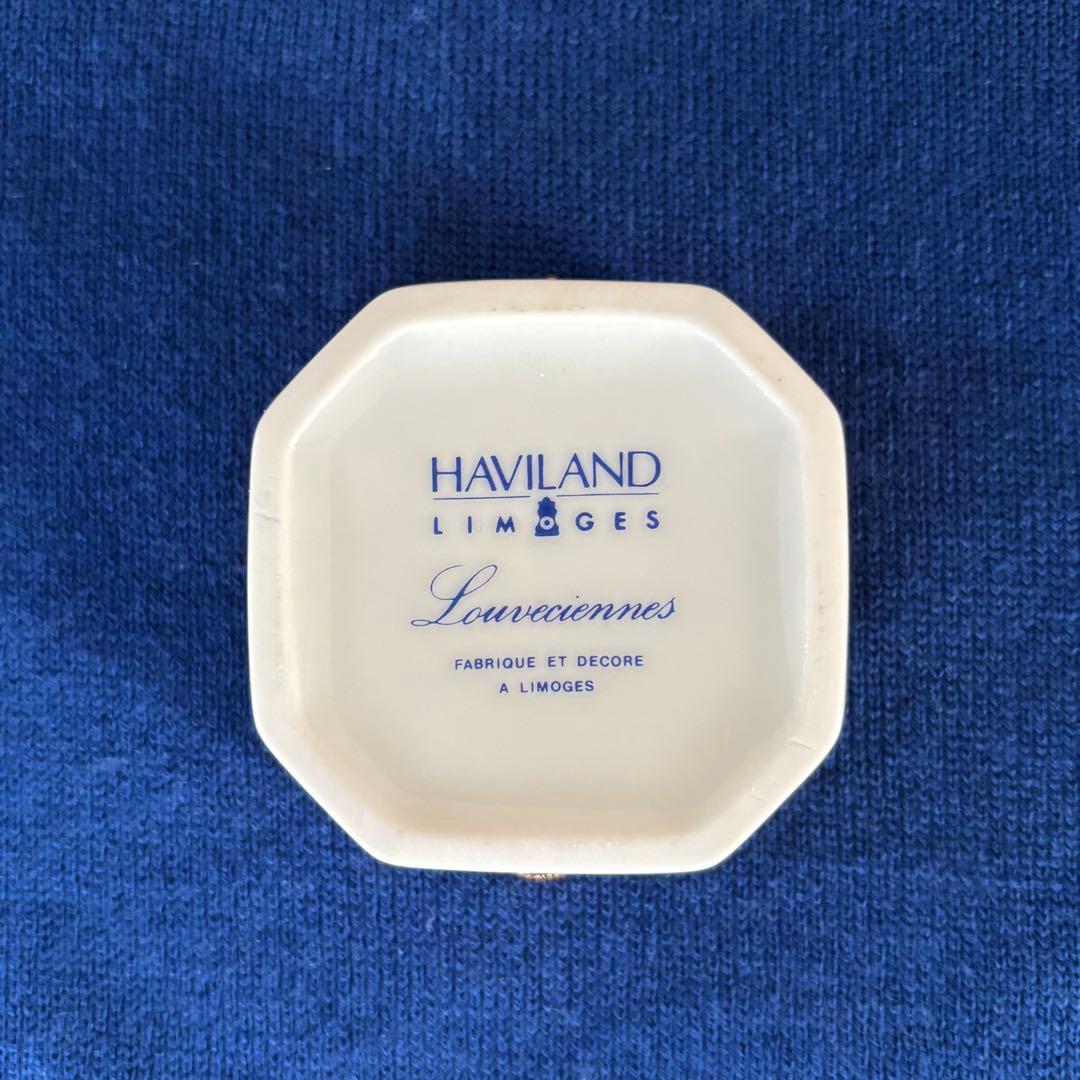 HAVILAND
LIMOGES
Louveciennes
FABRIQUE ET DECORE
A LIMOGES